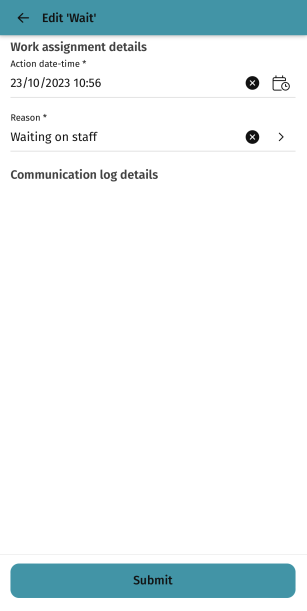 Edit 'Wait'
Work assignment details
Action date-time *
23/10/2023 10:56
Reason *
Waiting on staff
Communication log details
Submit